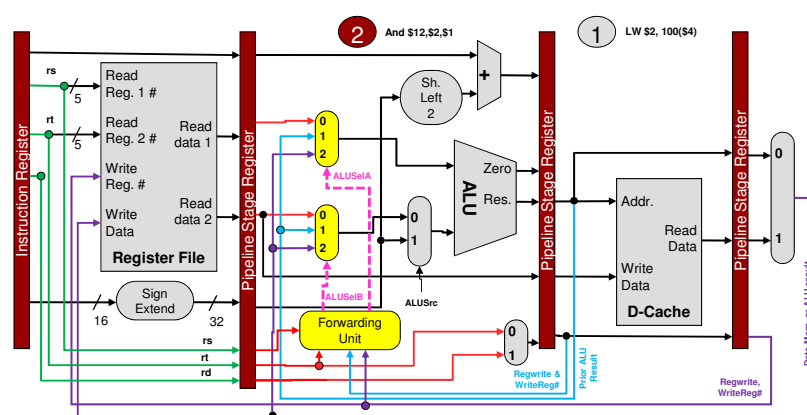 2
And $12,$2,$1
1
LW $2, 100($4)
Instruction Register
rs
5
rt
5
Read
Reg. 1 #
Read
Reg. 2 #
Write
Reg. #
Write
Data
Read
data 1
Read
data 2
Register File
16
Sign
Extend
32
Pipeline Stage Register
0
1
2
ALUSelA
0
1
2
ALUSelB
Forwarding
Unit
rs
rt
rd
Sh.
Left
2
+
0
1
ALUSrc
ALU
Zero
Res.
0
1
Regwrite &
WriteReg#
Pipeline Stage Register
Prior ALU
Result
Addr.
Read
Data
Write
Data
D-Cache
Pipeline Stage Register
0
1
Regwrite,
WriteReg#